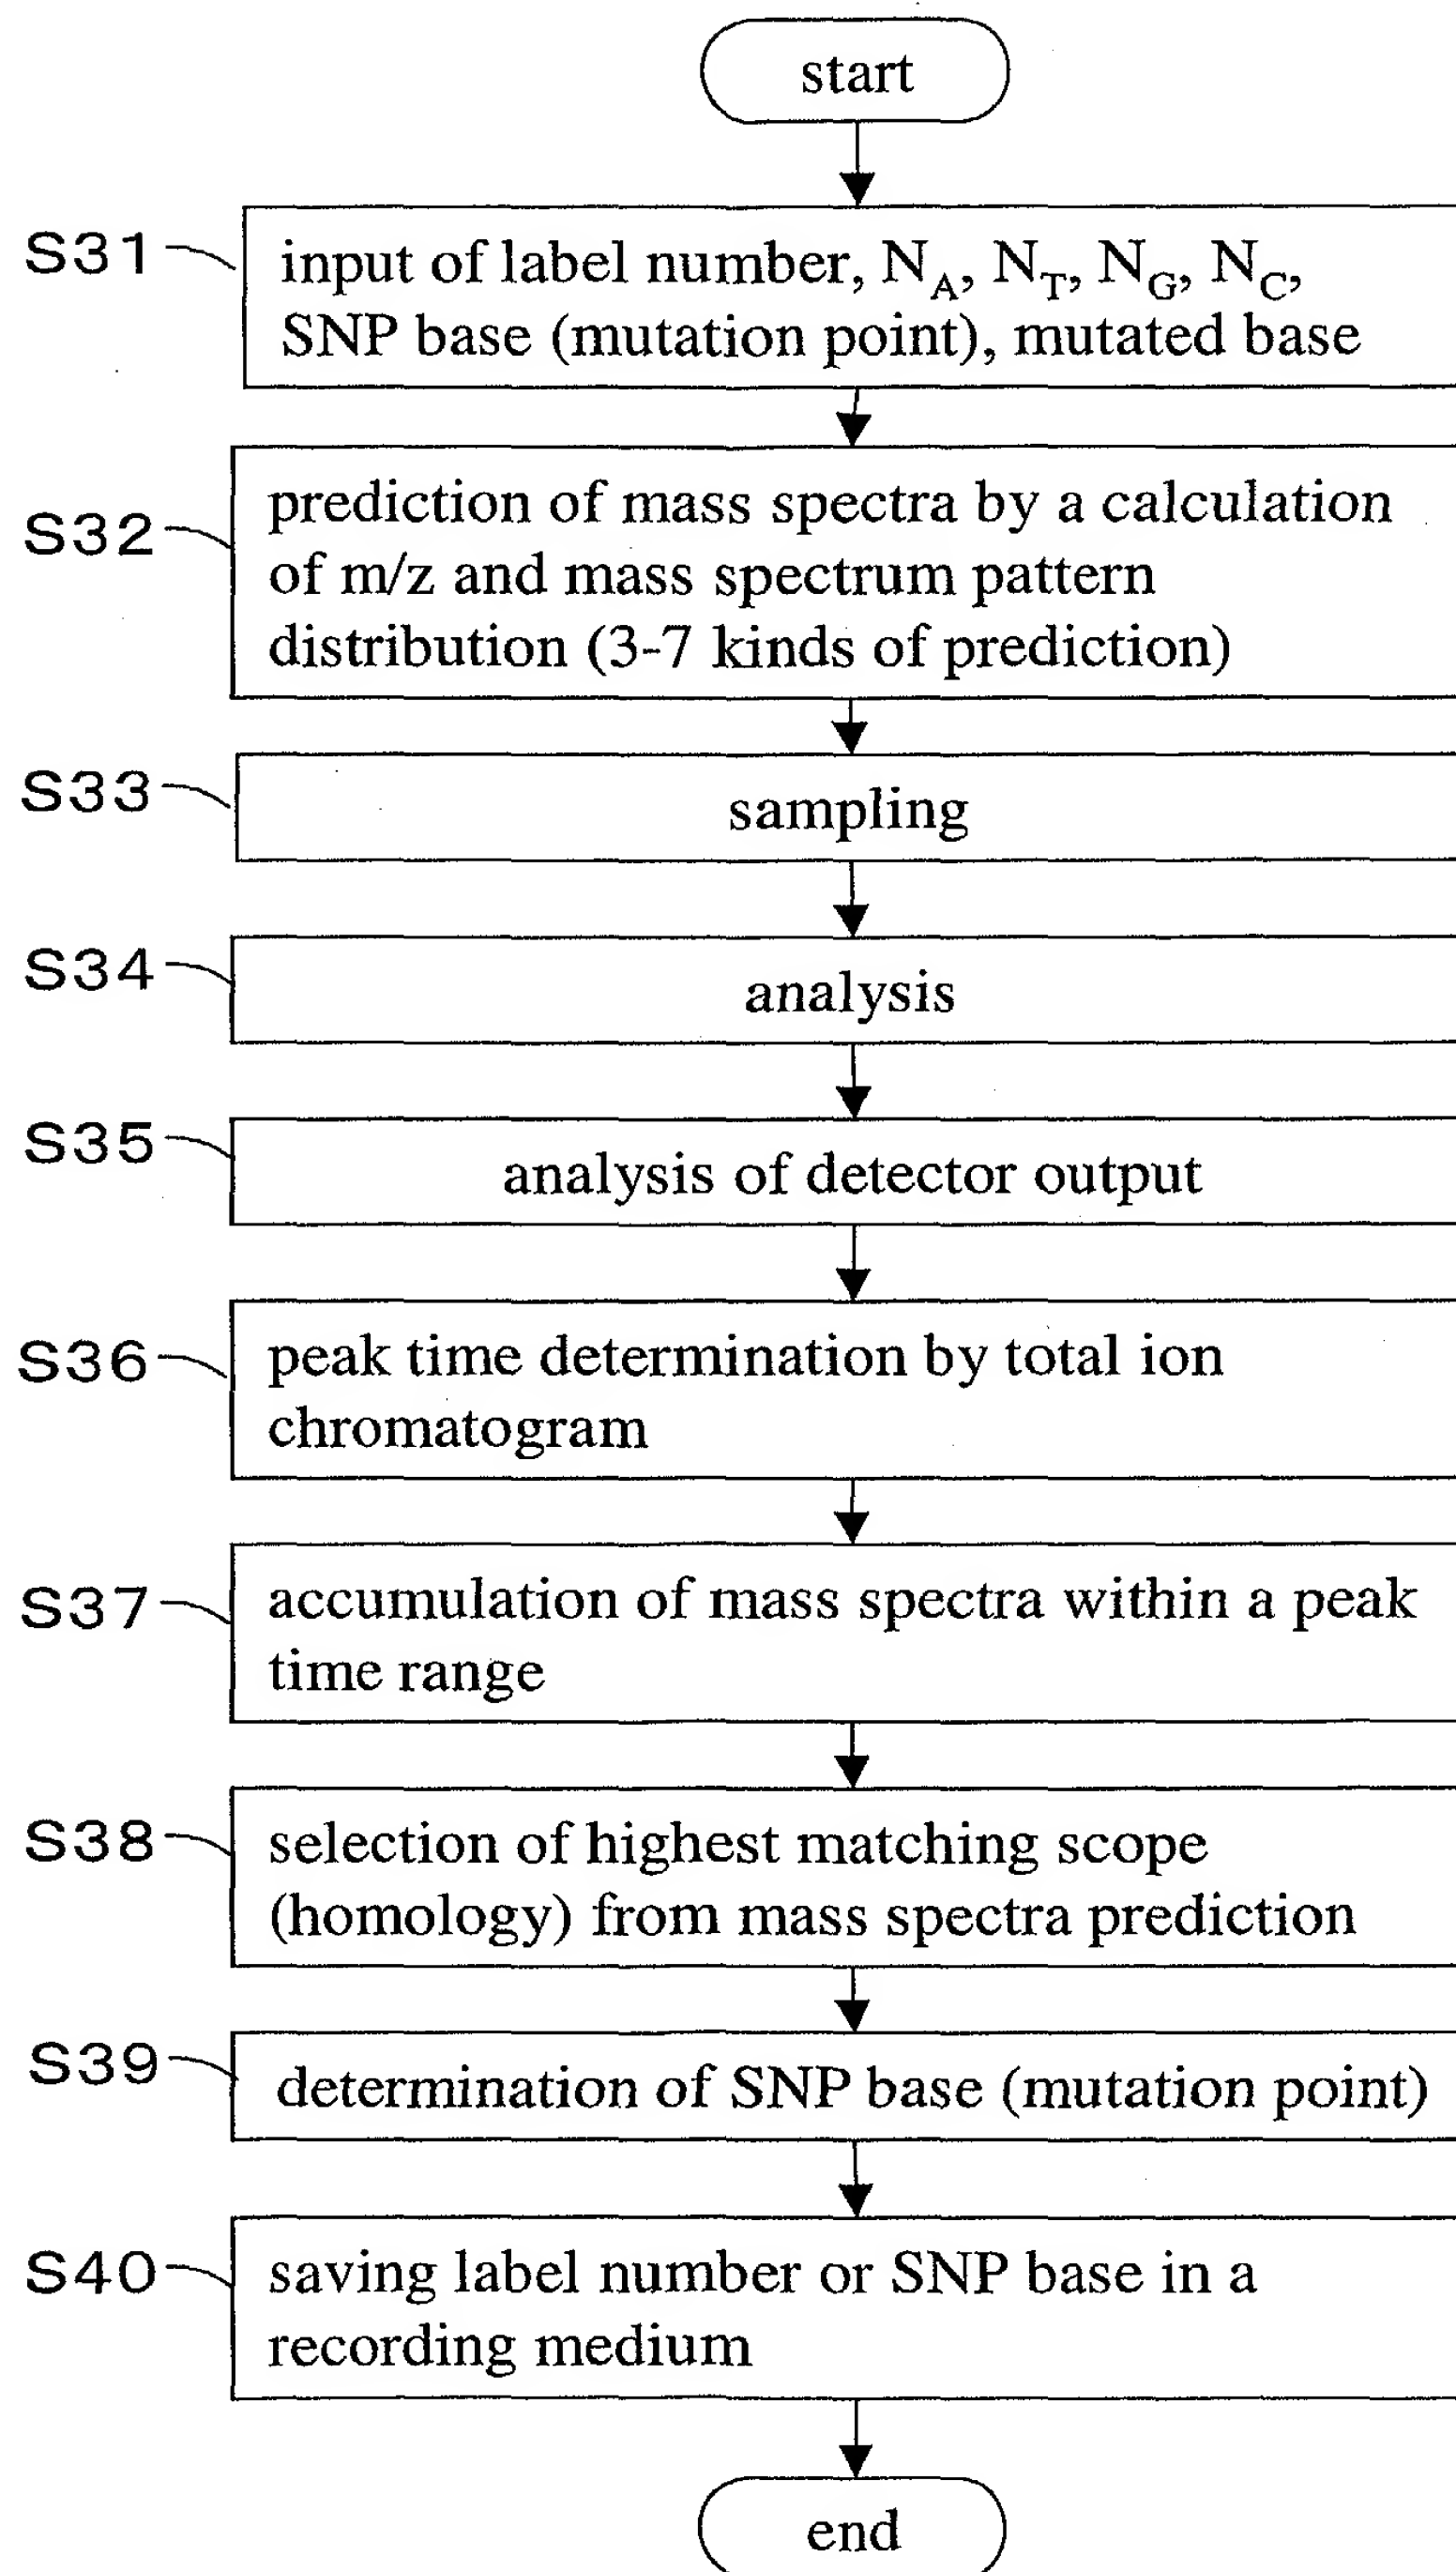 start
S31
input of label number, N_A, N_T, N_G, N_C,
SNP base (mutation point), mutated base
S32
prediction of mass spectra by a calculation
of m/z and mass spectrum pattern
distribution (3-7 kinds of prediction)
S33
sampling
S34
analysis
S35
analysis of detector output
S36
peak time determination by total ion
chromatogram
S37
accumulation of mass spectra within a peak
time range
S38
selection of highest matching scope
(homology) from mass spectra prediction
S39
determination of SNP base (mutation point)
S40
saving label number or SNP base in a
recording medium
end